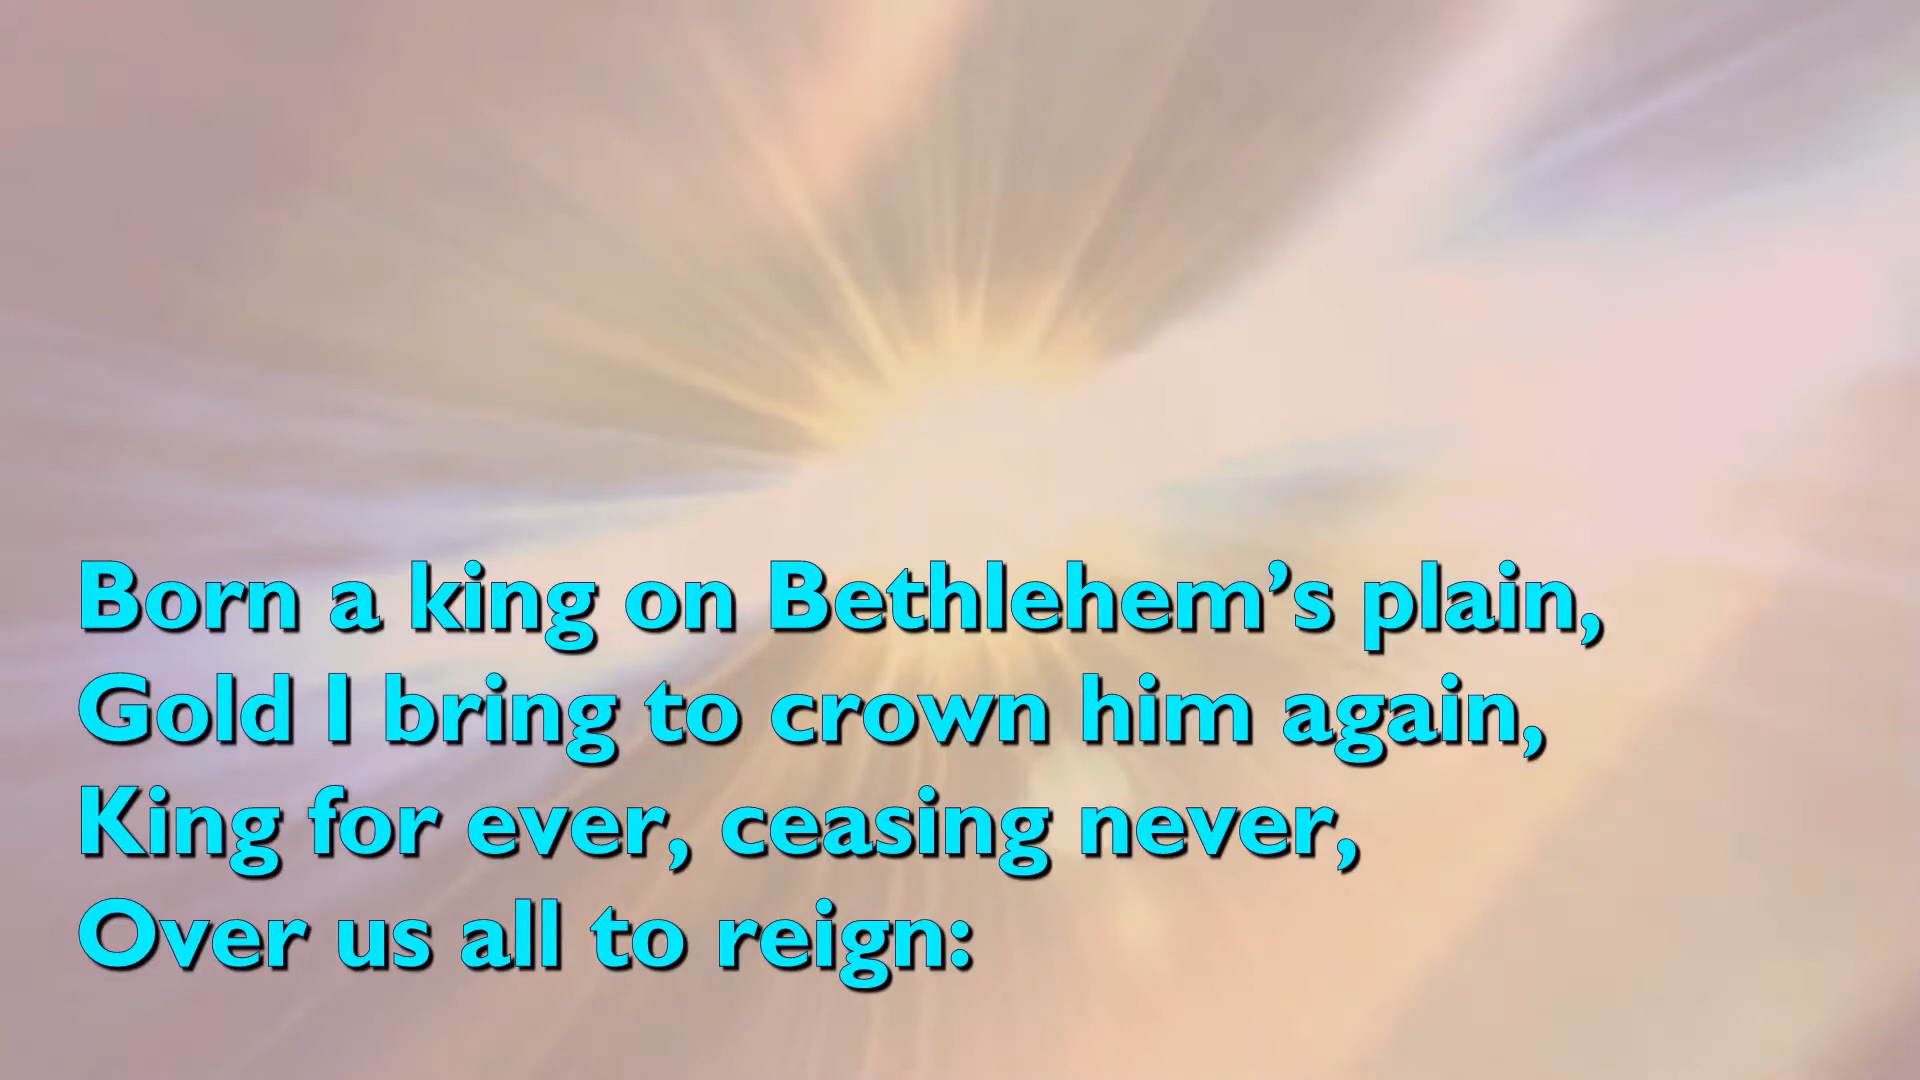 Born a king on Bethlehem’s plain,
Gold I bring to crown him again,
King for ever, ceasing never,
Over us all to reign: